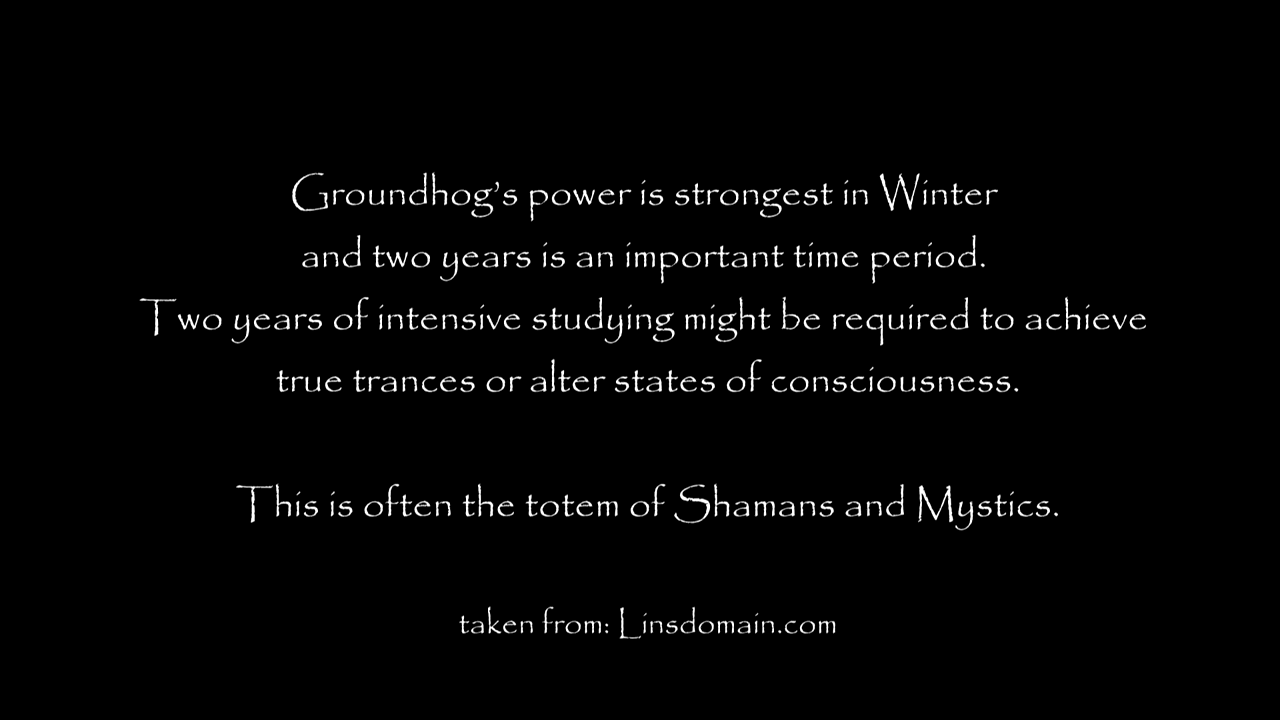 Groundhog's power is strongest in Winter
and two years is an important time period.
Two years of intensive studying might be required to achieve
true trances or alter states of consciousness.
This is often the totem of Shamans and Mystics.
taken from: Linsdomain.com